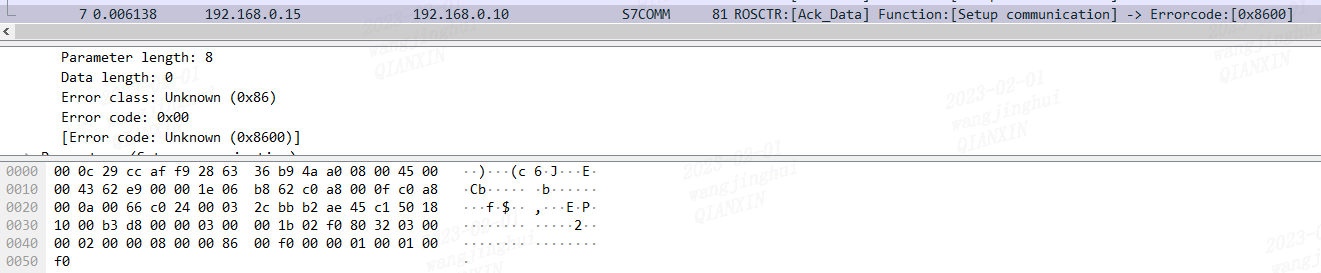 7 0.006138 192.168.0.15 192.168.0.10 S7COMM 81 ROSCTR:[Ack_Data] Function:[Setup communication] -> Errorcode:[0x8600]
Parameter length: 8
Data length: 0
Error class: Unknown (0x86)
Error code: 0x00
[Error code: Unknown (0x8600)]
0000 00 0c 29 cc af f9 28 63 36 b9 4a a0 08 00 45 00 ··)···(c 6·J···E·
0010 00 43 62 e9 00 00 1e 06 b8 62 c0 a8 00 0f c0 a8 ·Cb····· ·b······
0020 00 0a 00 66 c0 24 00 03 2c bb b2 ae 45 c1 50 18 ···f·$·· ,···E·P·
0030 10 00 b3 d8 00 00 03 00 00 1b 02 f0 80 32 03 00 ········ ·····2··
0040 00 02 00 00 08 00 00 86 00 f0 00 00 01 00 01 00 ········ ········
0050 f0 ·
2023-02-01
wangjinghui
QIANXIN